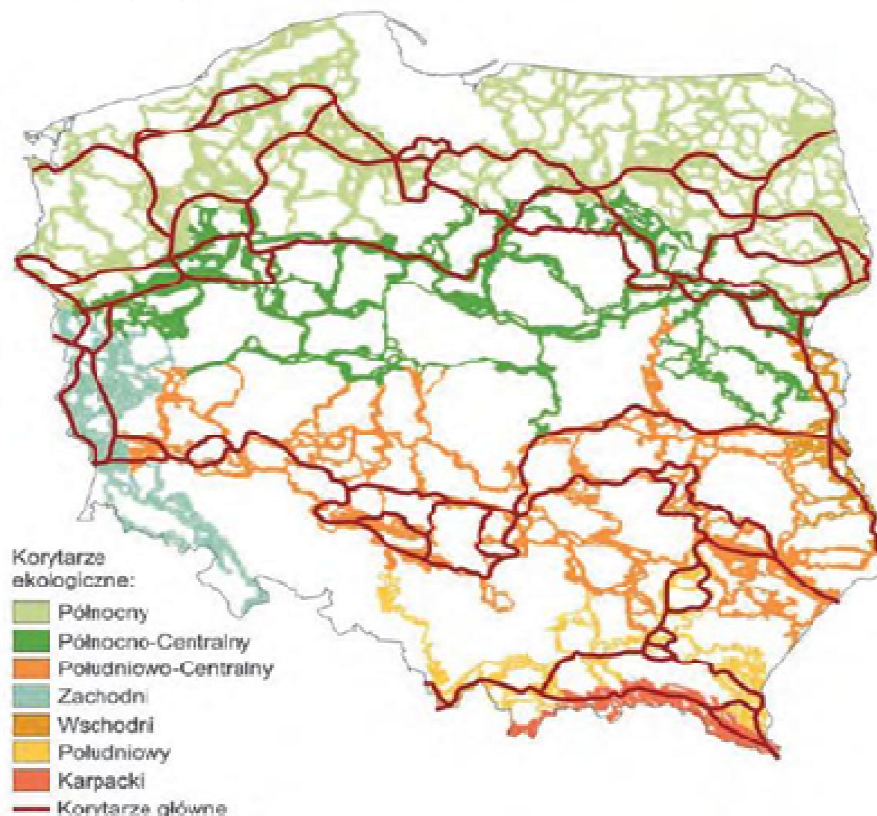 Korytarze
ekologiczne:
Północny
Północno-Centralny
Południowo-Centralny
Zachodni
Wschodni
Południowy
Karpacki
Korytarze główne